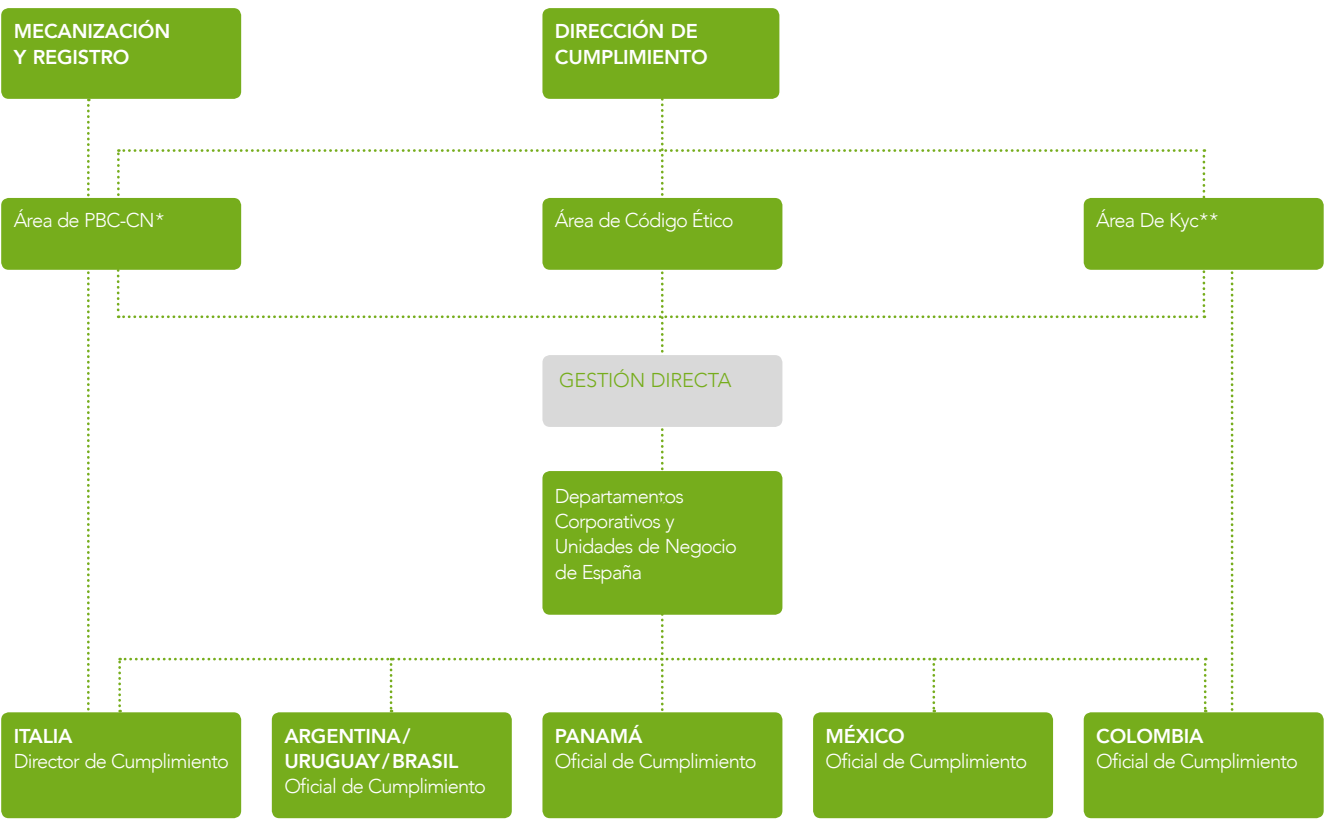 MECANIZACIÓN
Y REGISTRO
DIRECCIÓN DE
CUMPLIMIENTO
Área de PBC-CN*
Área de Código Ético
Área De Kyc**
GESTIÓN DIRECTA
Departamentos
Corporativos y
Unidades de Negocio
de España
ITALIA
Director de Cumplimiento
ARGENTINA/
URUGUAY/BRASIL
Oficial de Cumplimiento
PANAMÁ
Oficial de Cumplimiento
MÉXICO
Oficial de Cumplimiento
COLOMBIA
Oficial de Cumplimiento